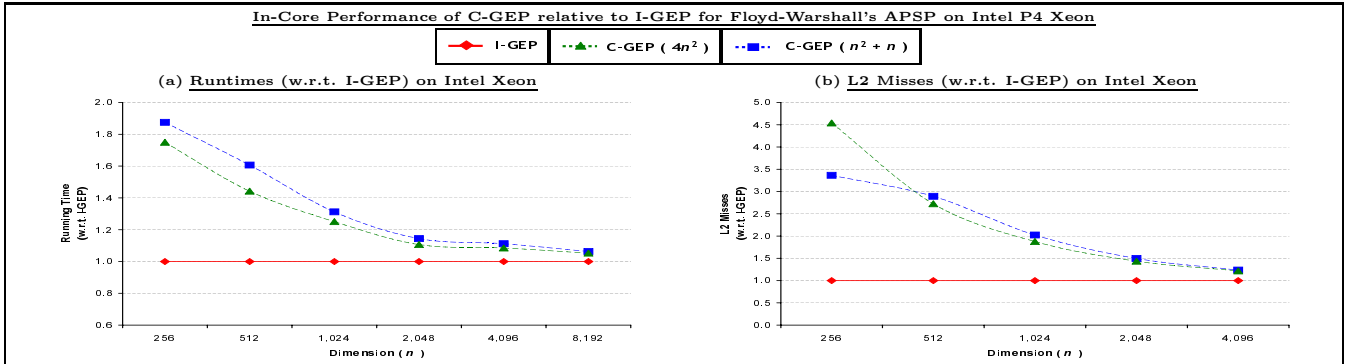 In-Core Performance of C-GEP relative to I-GEP for Floyd-Warshall's APSP on Intel P4 Xeon
I-GEP
C-GEP ( 4n² )
C-GEP ( n² + n )
(a) Runtimes (w.r.t. I-GEP) on Intel Xeon
2.0
1.8
1.6
1.4
1.2
1.0
0.8
0.6
Running Time
(w.r.t. I-GEP)
256 512 1,024 2,048 4,096 8,192
Dimension ( n )
(b) L2 Misses (w.r.t. I-GEP) on Intel Xeon
5.0
4.5
4.0
3.5
3.0
2.5
2.0
1.5
1.0
0.5
0.0
L2 Misses
(w.r.t. I-GEP)
256 512 1,024 2,048 4,096
Dimension ( n )